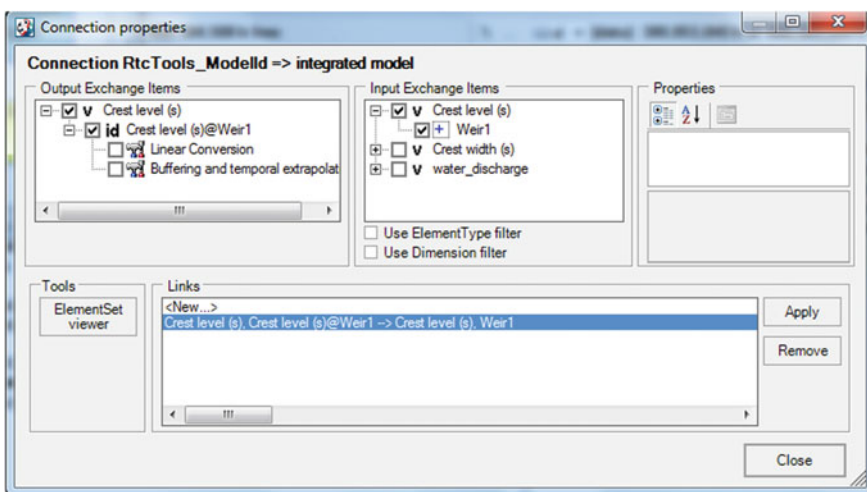 Connection properties
Connection RtcTools_ModelId => integrated model
Output Exchange Items
v Crest level (s)
id Crest level (s)@Weir1
Linear Conversion
Buffering and temporal extrapolat
Input Exchange Items
v Crest level (s)
Weir1
v Crest width (s)
v water_discharge
Use ElementType filter
Use Dimension filter
Properties
Tools
ElementSet
viewer
Links
<New...>
Crest level (s), Crest level (s)@Weir1 --> Crest level (s), Weir1
Apply
Remove
Close